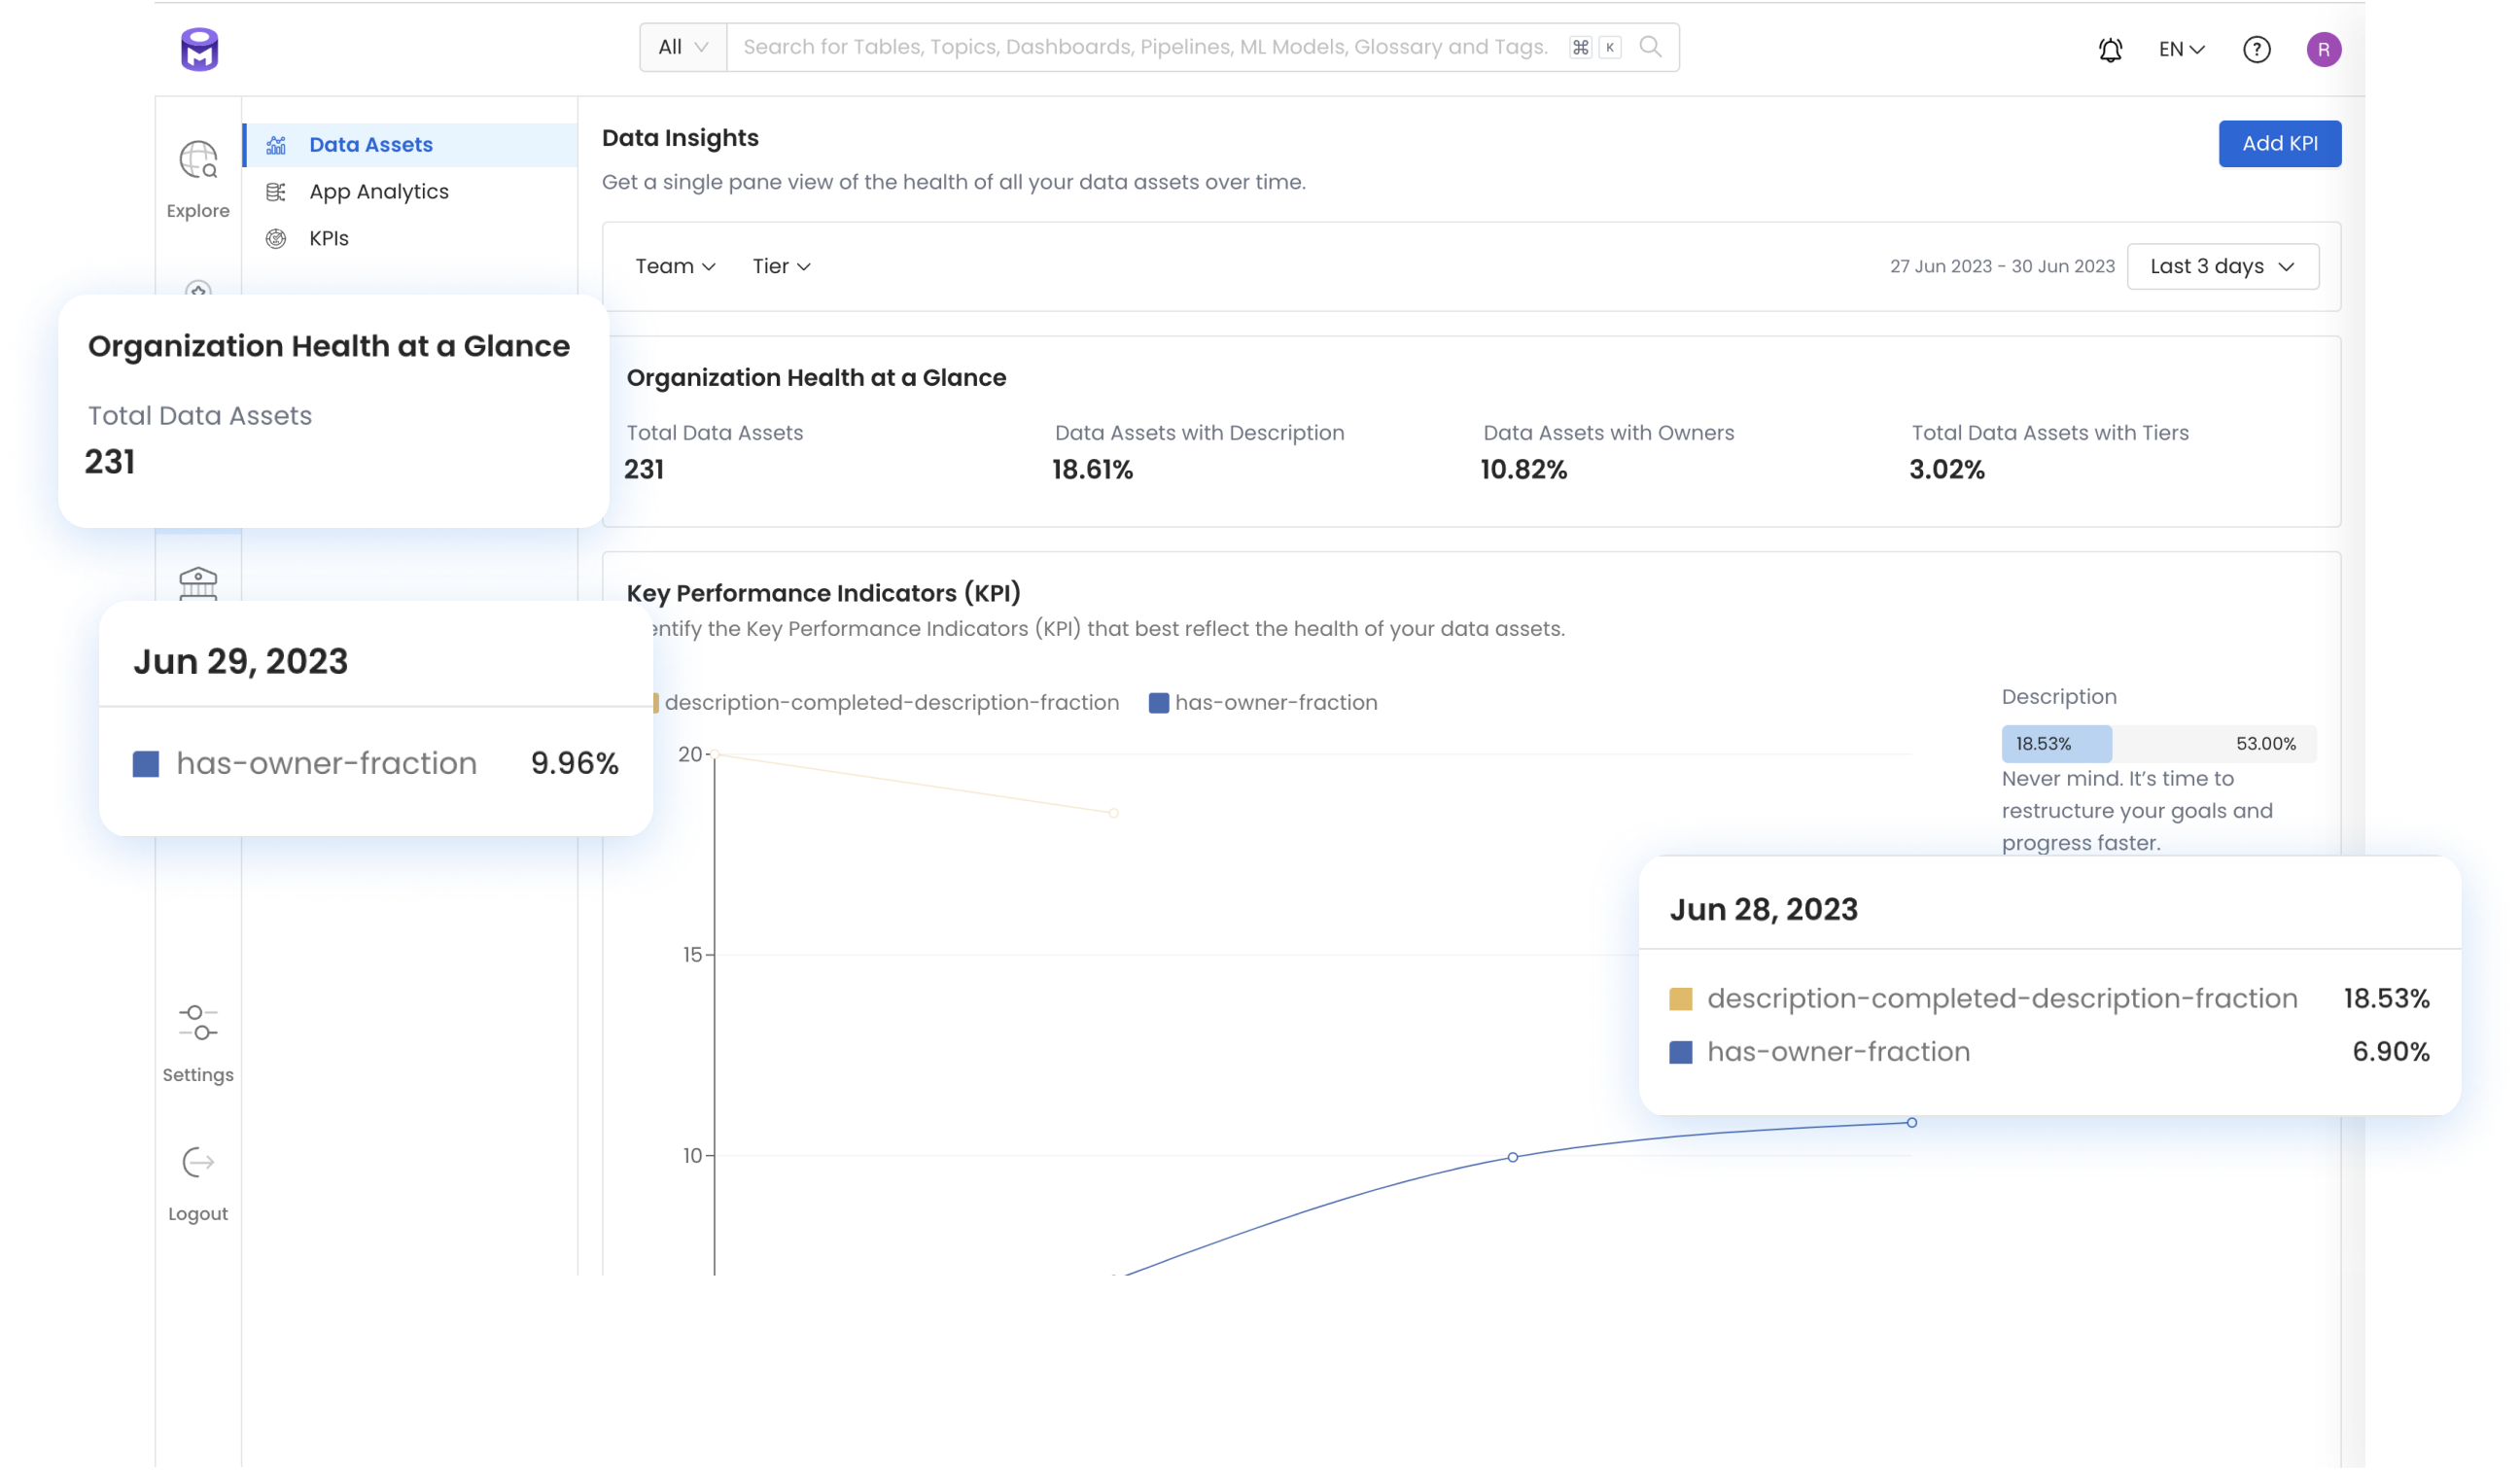 All
Search for Tables, Topics, Dashboards, Pipelines, ML Models, Glossary and Tags.
⌘ K
EN
?
R
Explore
Data Assets
App Analytics
KPIs
Data Insights
Get a single pane view of the health of all your data assets over time.
Add KPI
Team
Tier
27 Jun 2023 - 30 Jun 2023
Last 3 days
Organization Health at a Glance
Total Data Assets
231
Organization Health at a Glance
Total Data Assets
231
Data Assets with Description
18.61%
Data Assets with Owners
10.82%
Total Data Assets with Tiers
3.02%
Key Performance Indicators (KPI)
entify the Key Performance Indicators (KPI) that best reflect the health of your data assets.
Jun 29, 2023
has-owner-fraction 9.96%
description-completed-description-fraction
has-owner-fraction
20
15
10
Description
18.53% 53.00%
Never mind. It’s time to
restructure your goals and
progress faster.
Jun 28, 2023
description-completed-description-fraction 18.53%
has-owner-fraction 6.90%
Settings
Logout